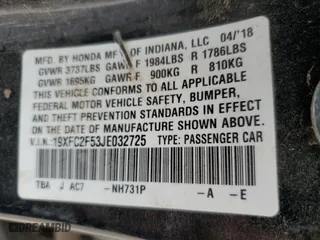 MFD. BY HONDA MFG OF INDIANA, LLC 04/'18
GVWR 3737LBS GAWR F 1984LBS R 1786LBS
GVWR 1695KG GAWR F 900KG R 810KG
THIS VEHICLE CONFORMS TO ALL APPLICABLE
FEDERAL MOTOR VEHICLE SAFETY, BUMPER,
AND THEFT PREVENTION STANDARDS IN
EFFECT ON THE DATE OF MANUFACTURE
SHOWN ABOVE.
V.I.N.: 19XFC2F53JE032725 TYPE: PASSENGER CAR
TBA J AC7 -NH731P -A -E